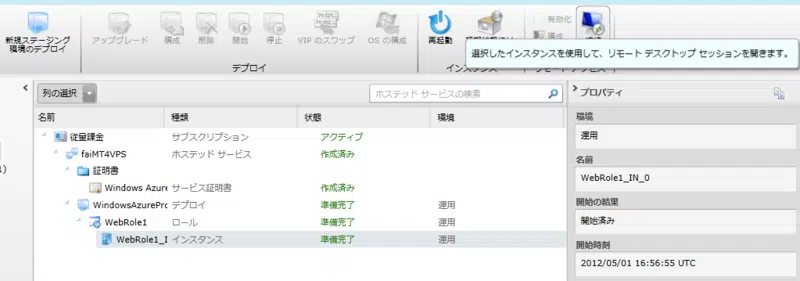 新規ステージング
環境のデプロイ
アップグレード
構成
削除
開始
停止
VIP のスワップ
OS の構成
再起動
有効化
構成
デプロイ
インスタンス
選択したインスタンスを使用して、リモート デスクトップ セッションを開きます。
列の選択
ホステッド サービスの検索
プロパティ
名前 種類 状態 環境
従量課金 サブスクリプション アクティブ
faiMT4VPS ホステッド サービス 作成済み
証明書
Windows Azure サービス証明書 作成済み
WindowsAzurePro デプロイ 準備完了 運用
WebRole1 ロール 準備完了 運用
WebRole1_I インスタンス 準備完了 運用
環境
運用
名前
WebRole1_IN_0
開始の結果
開始済み
開始時刻
2012/05/01 16:56:55 UTC